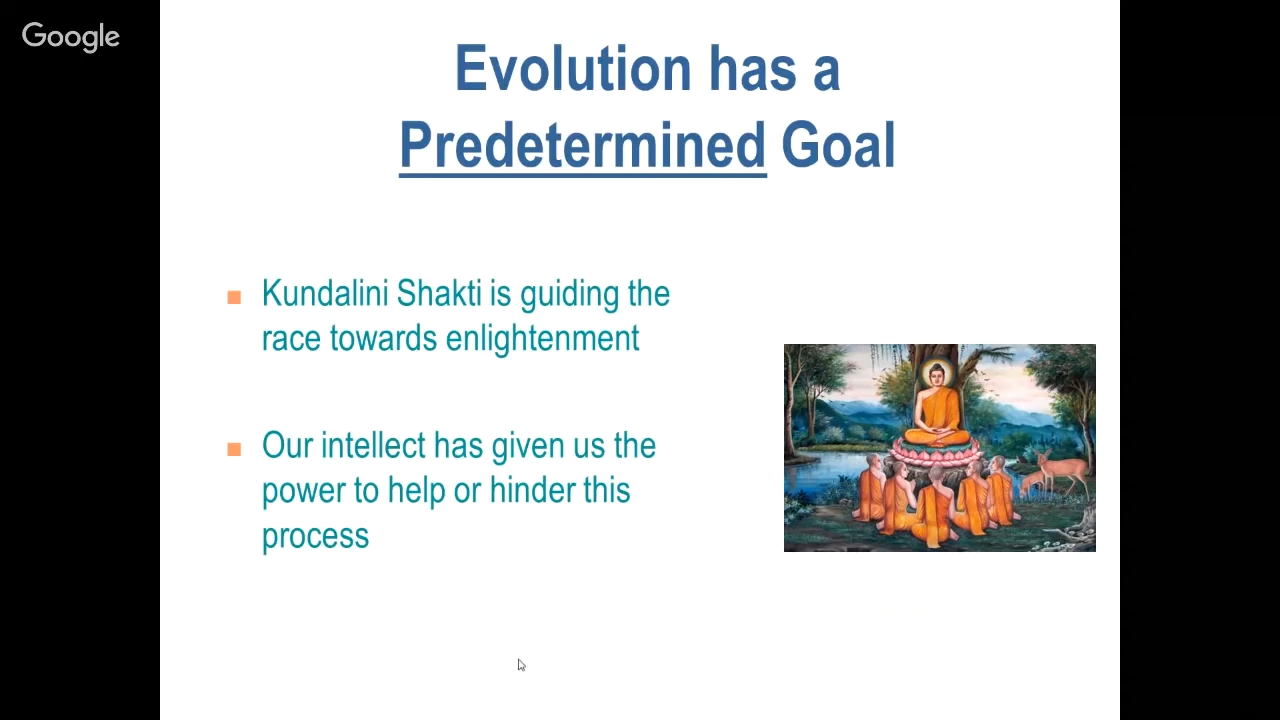 Google
Evolution has a
Predetermined Goal
Kundalini Shakti is guiding the
race towards enlightenment
Our intellect has given us the
power to help or hinder this
process